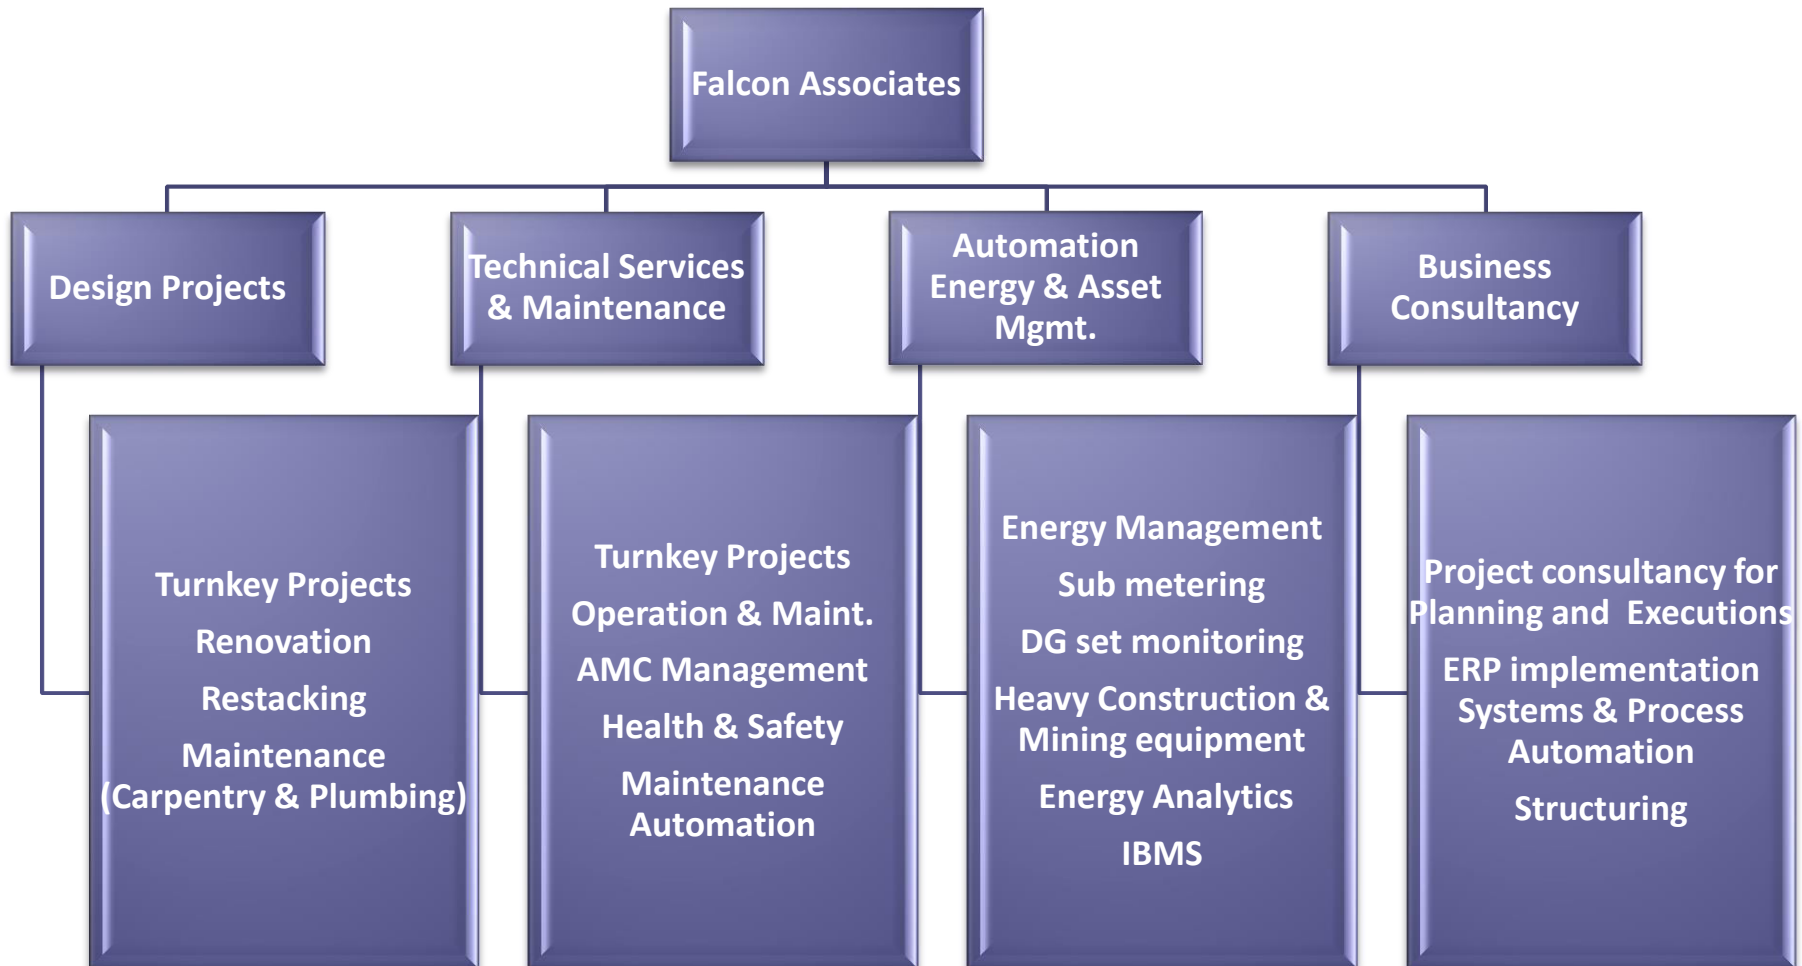 Falcon Associates
Design Projects
Technical Services
& Maintenance
Automation
Energy & Asset
Mgmt.
Business
Consultancy
Turnkey Projects
Renovation
Restacking
Maintenance
(Carpentry & Plumbing)
Turnkey Projects
Operation & Maint.
AMC Management
Health & Safety
Maintenance
Automation
Energy Management
Sub metering
DG set monitoring
Heavy Construction &
Mining equipment
Energy Analytics
IBMS
Project consultancy for
Planning and Executions
ERP implementation
Systems & Process
Automation
Structuring